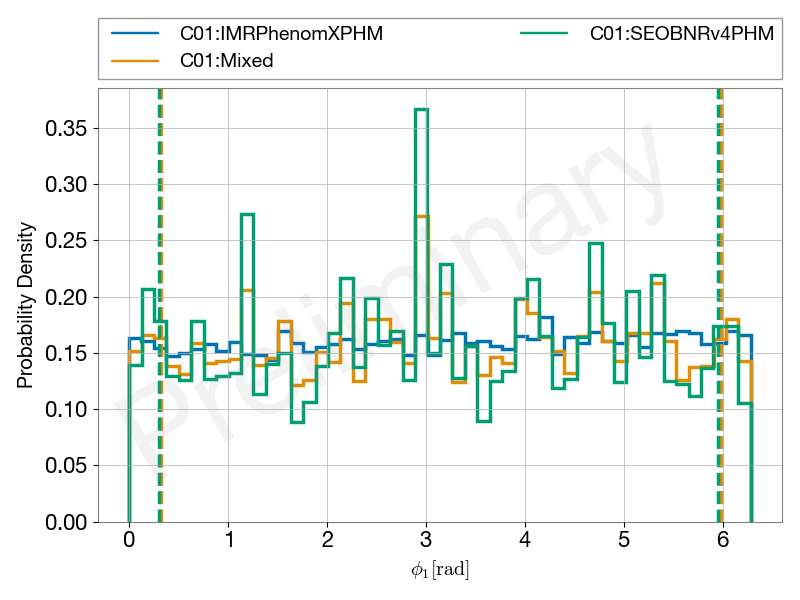 C01:IMRPhenomXPHM
C01:SEOBNRv4PHM
C01:Mixed
Probability Density
0.35
0.30
0.25
0.20
0.15
0.10
0.05
0.00
Preliminary
0 1 2 3 4 5 6
ϕ₁[rad]